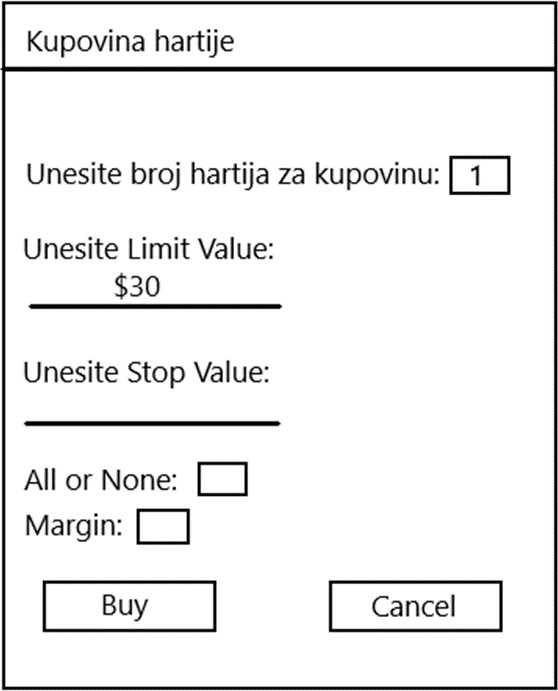 Kupovina hartije
Unesite broj hartija za kupovinu: 1
Unesite Limit Value:
$30
Unesite Stop Value:
All or None:
Margin:
Buy Cancel